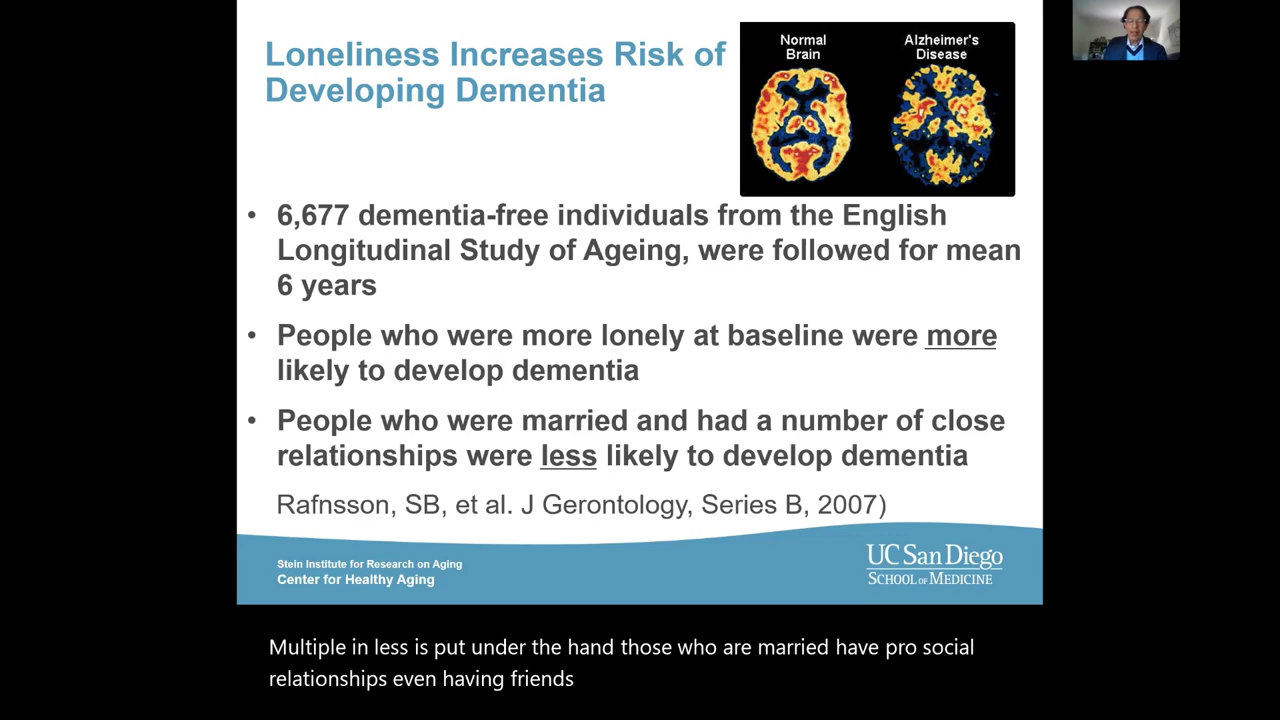 Loneliness Increases Risk of
Developing Dementia
Normal
Brain
Alzheimer's
Disease
• 6,677 dementia-free individuals from the English
Longitudinal Study of Ageing, were followed for mean
6 years
• People who were more lonely at baseline were more
likely to develop dementia
• People who were married and had a number of close
relationships were less likely to develop dementia
Rafnsson, SB, et al. J Gerontology, Series B, 2007)
Stein Institute for Research on Aging
Center for Healthy Aging
UC San Diego
SCHOOL OF MEDICINE
Multiple in less is put under the hand those who are married have pro social
relationships even having friends